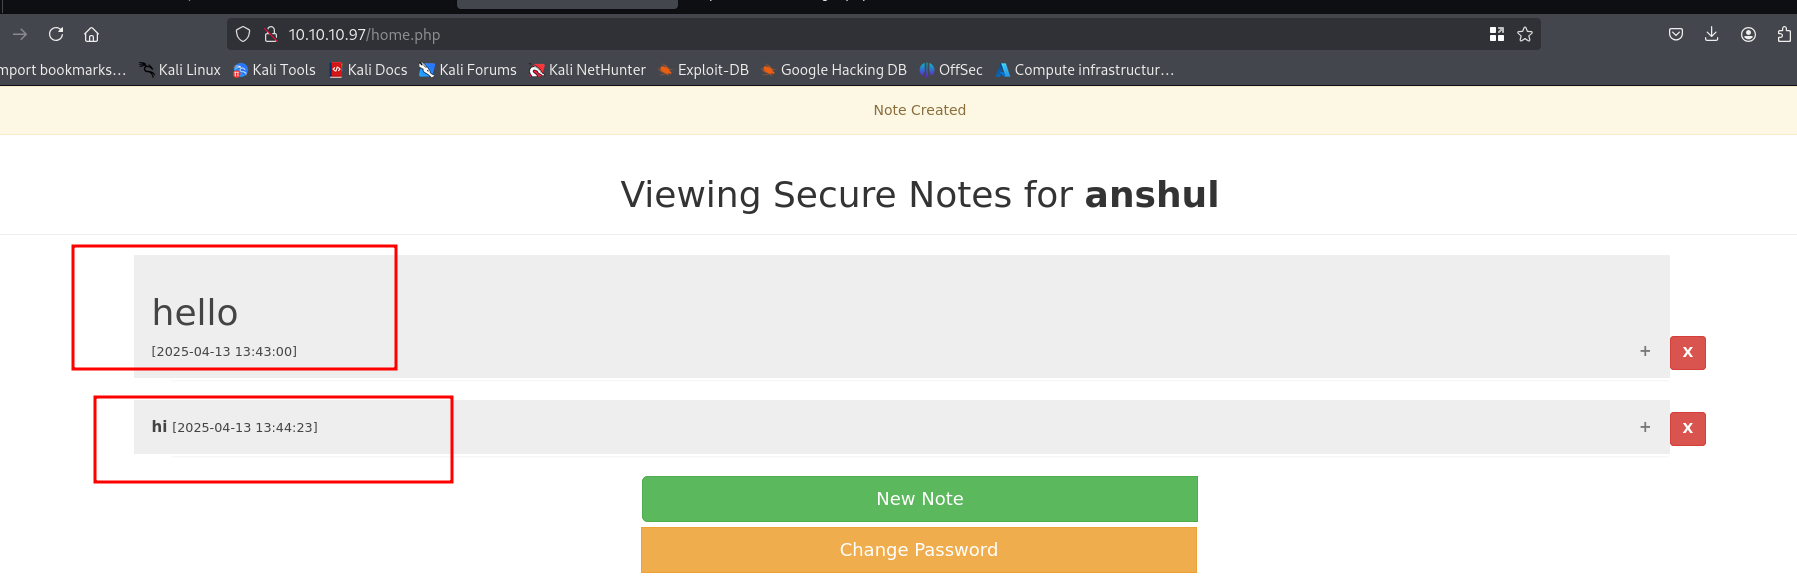 10.10.10.97/home.php
mport bookmarks… Kali Linux Kali Tools Kali Docs Kali Forums Kali NetHunter Exploit-DB Google Hacking DB OffSec Compute infrastructur…
Note Created
Viewing Secure Notes for anshul
hello
[2025-04-13 13:43:00] + X
hi [2025-04-13 13:44:23] + X
New Note
Change Password